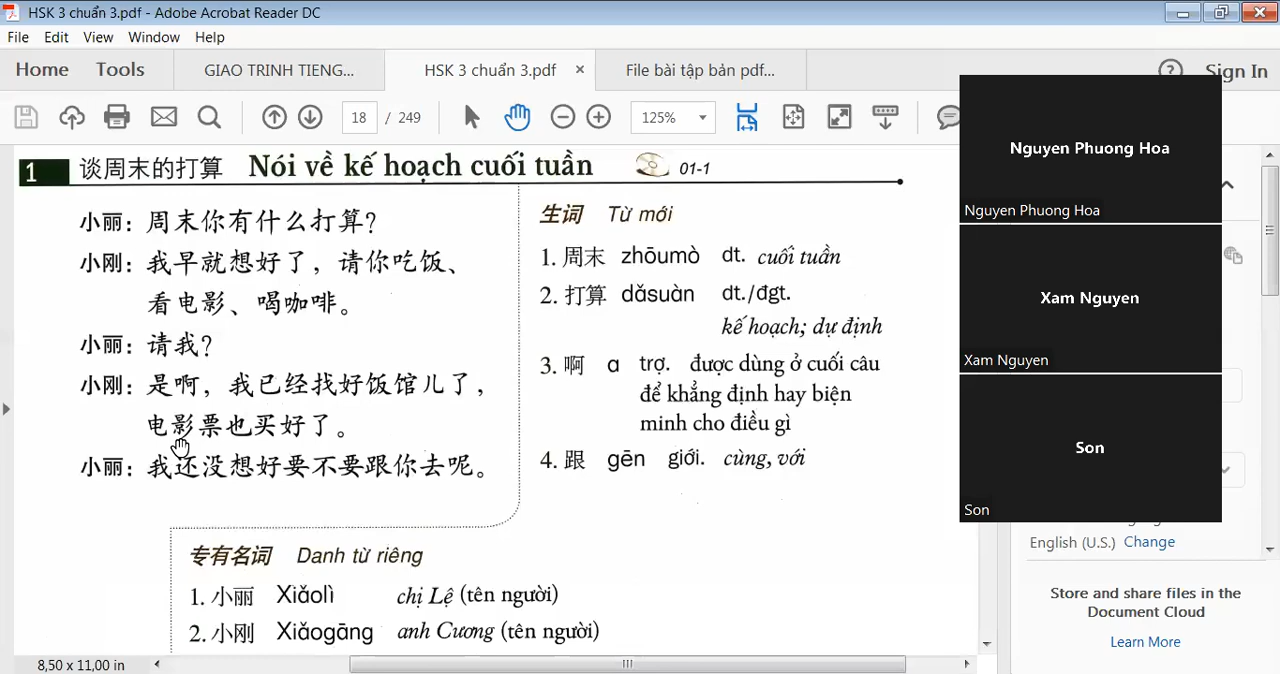 HSK 3 chuẩn 3.pdf - Adobe Acrobat Reader DC
File Edit View Window Help
Home Tools GIAO TRINH TIENG... HSK 3 chuẩn 3.pdf × File bài tập bản pdf... ? Sign In
18 / 249 125%
1 谈周末的打算 Nói về kế hoạch cuối tuần 01-1
小丽：周末你有什么打算？
小刚：我早就想好了，请你吃饭、
看电影、喝咖啡。
小丽：请我？
小刚：是啊，我已经找好饭馆儿了，
电影票也买好了。
小丽：我还没想好要不要跟你去呢。
生词 Từ mới
1. 周末 zhōumò dt. cuối tuần
2. 打算 dǎsuàn dt./đgt.
kế hoạch; dự định
3. 啊 a trợ. được dùng ở cuối câu
để khẳng định hay biện
minh cho điều gì
4. 跟 gēn giới. cùng, với
专有名词 Danh từ riêng
1. 小丽 Xiǎolì chị Lệ (tên người)
2. 小刚 Xiǎogāng anh Cương (tên người)
Nguyen Phuong Hoa
Nguyen Phuong Hoa
Xam Nguyen
Xam Nguyen
Son
Son
English (U.S.) Change
Store and share files in the
Document Cloud
Learn More
8,50 x 11,00 in